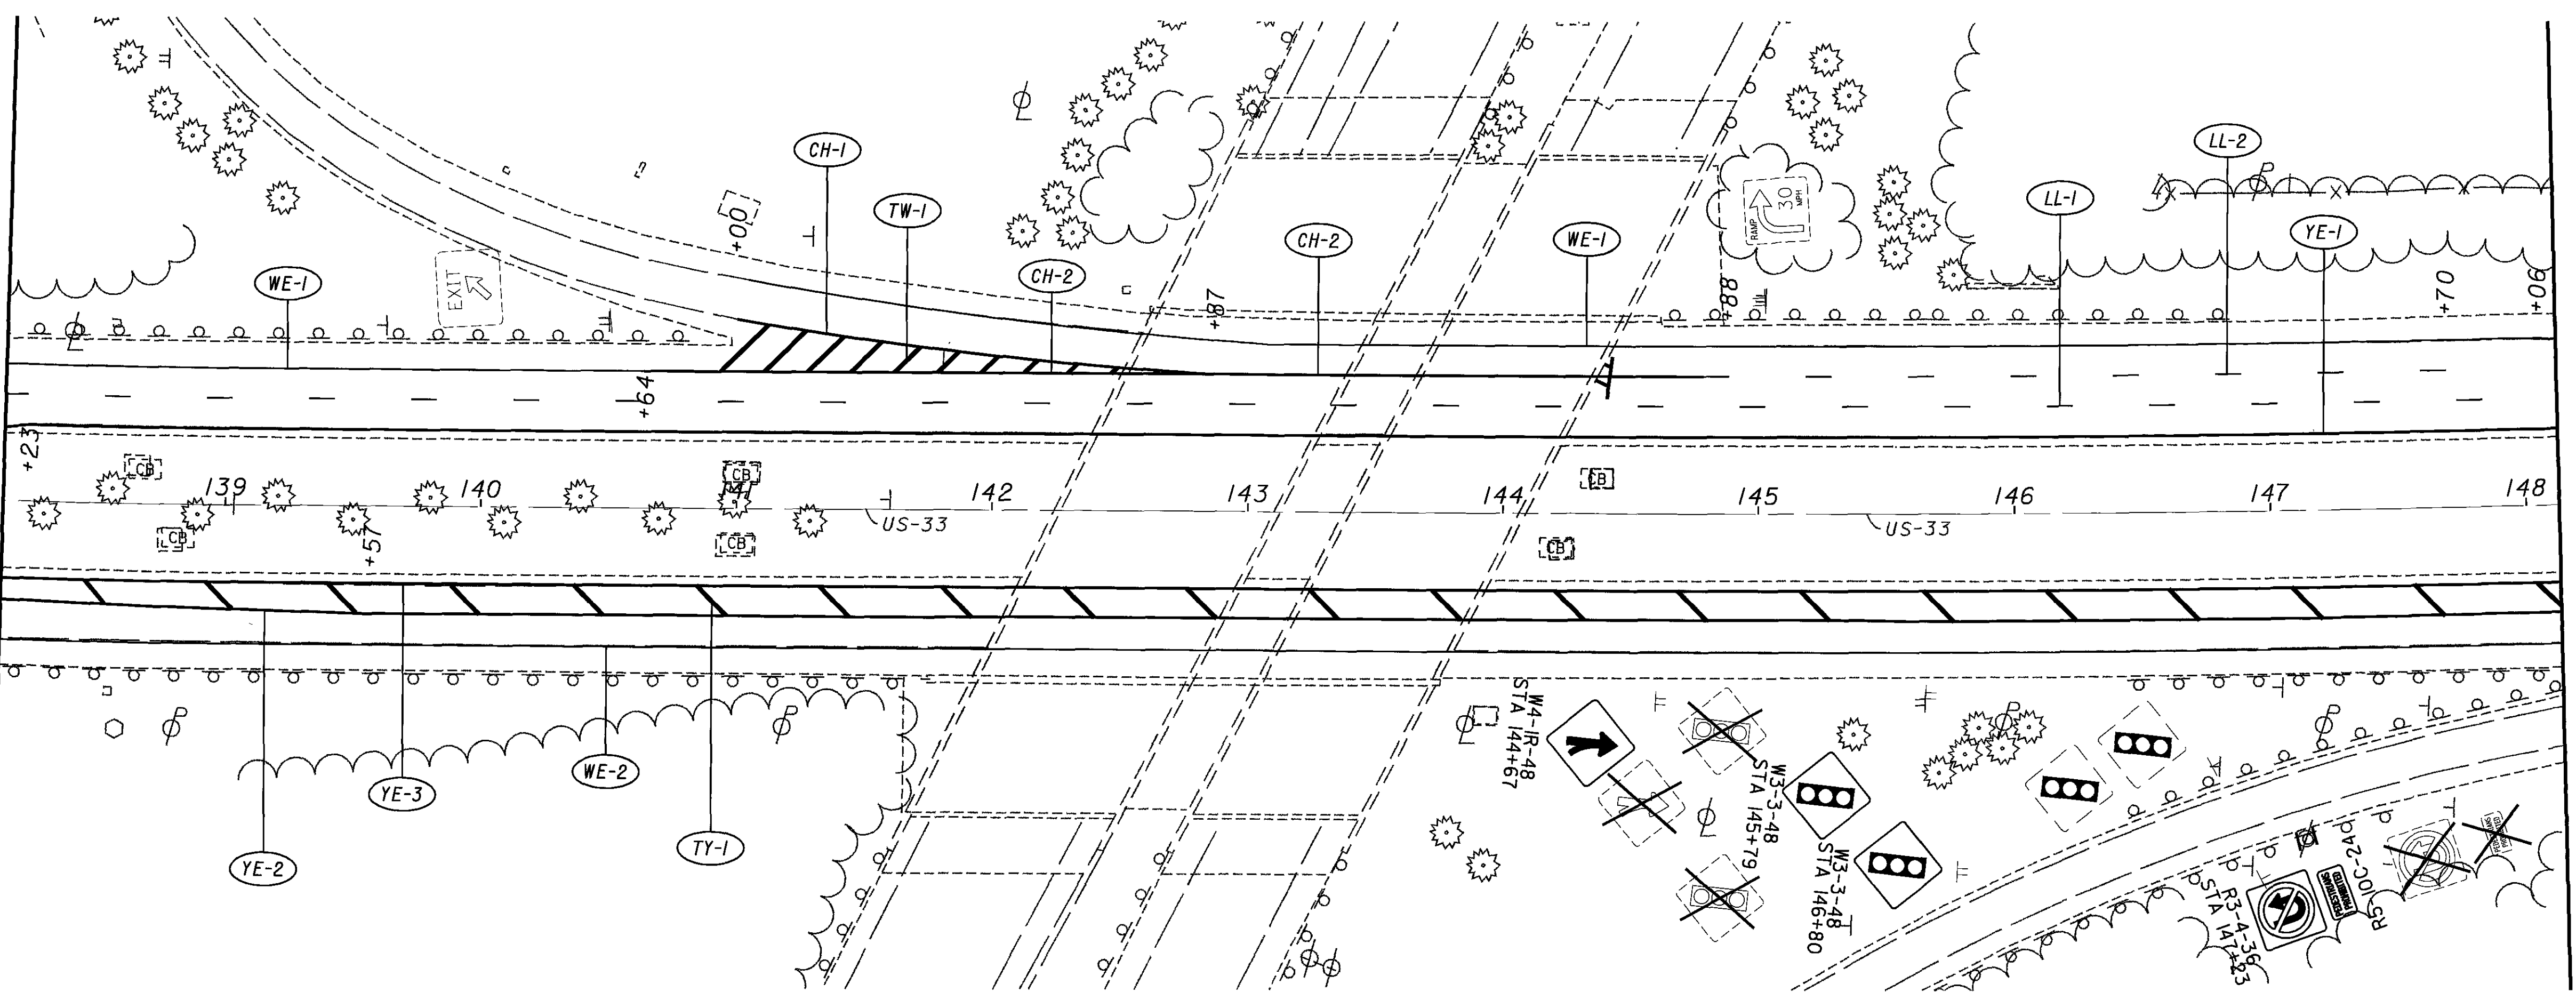 CH-1
TW-1
CH-2
CH-2
WE-1
LL-2
LL-1
YE-1
WE-1
+00
+87
+88
+70
+06
EXIT
RAMP
30
MPH
+64
+23
CB
CB
CB
139
140
141
142
143
144
145
146
147
148
US-33
US-33
+57
CB
CB
CB
W4-1R-48
STA 144+67
W3-3-48
STA 145+79
W3-3-48
STA 146+80
R3-4-36
STA 147+23
PEDESTRIANS
PROHIBITED
R5-10C-24
WE-2
YE-3
TY-1
YE-2